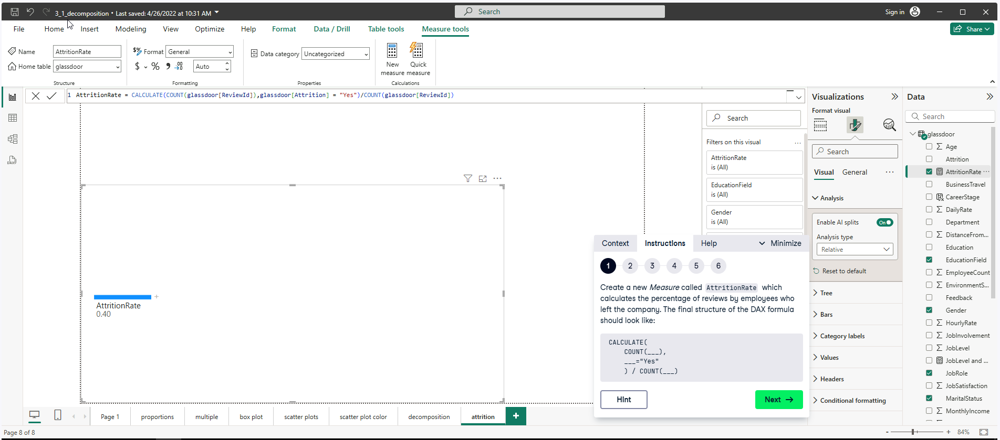 3_1_decomposition • Last saved: 4/26/2022 at 10:31 AM
Search
Sign in
File Home Insert Modeling View Optimize Help Format Data / Drill Table tools Measure tools
Share
Name AttritionRate
Home table glassdoor
Structure
$% Format General
$ % 9 .00 Auto
Formatting
Data category Uncategorized
Properties
New measure
Quick measure
Calculations
1 AttritionRate = CALCULATE(COUNT(glassdoor[ReviewId]),glassdoor[Attrition] = "Yes")/COUNT(glassdoor[ReviewId])
DAX
AttritionRate
0.40
Search
Filters on this visual
...
AttritionRate
is (All)
EducationField
is (All)
Gender
is (All)
Context Instructions Help Minimize
1 2 3 4 5 6
Create a new Measure called AttritionRate which
calculates the percentage of reviews by employees who
left the company. The final structure of the DAX formula
should look like:
CALCULATE(
COUNT(___),
___="Yes"
) / COUNT(___)
Hint
Next
Visualizations
Format visual
Search
Visual General ...
Analysis
Enable AI splits On
Analysis type
Relative
Reset to default
Tree
Bars
Category labels
Values
Headers
Conditional formatting
Data
Search
glassdoor
Age
Attrition
AttritionRate ...
BusinessTravel
CareerStage
DailyRate
Department
DistanceFrom...
Education
EducationField
EmployeeCount
EnvironmentS...
Feedback
Gender
HourlyRate
JobInvolvement
JobLevel
JobLevel and ...
JobRole
JobSatisfaction
MaritalStatus
MonthlyIncome
Page 1 proportions multiple box plot scatter plots scatter plot color decomposition attrition +
Page 8 of 8
- + 84%